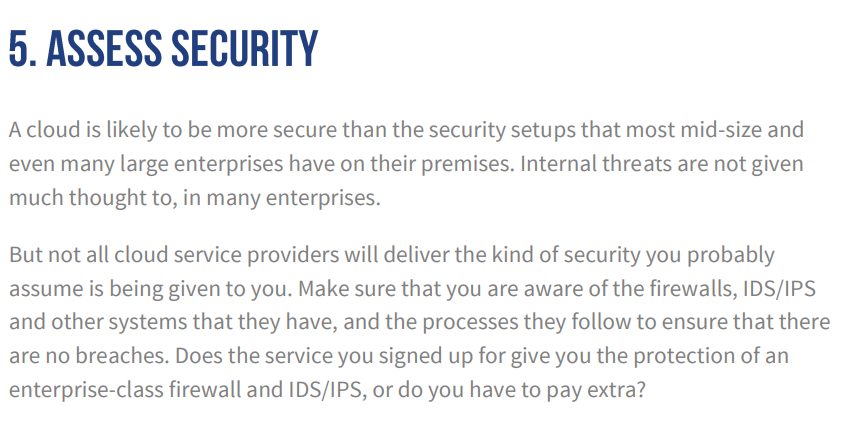 5. ASSESS SECURITY
A cloud is likely to be more secure than the security setups that most mid-size and
even many large enterprises have on their premises. Internal threats are not given
much thought to, in many enterprises.
But not all cloud service providers will deliver the kind of security you probably
assume is being given to you. Make sure that you are aware of the firewalls, IDS/IPS
and other systems that they have, and the processes they follow to ensure that there
are no breaches. Does the service you signed up for give you the protection of an
enterprise-class firewall and IDS/IPS, or do you have to pay extra?